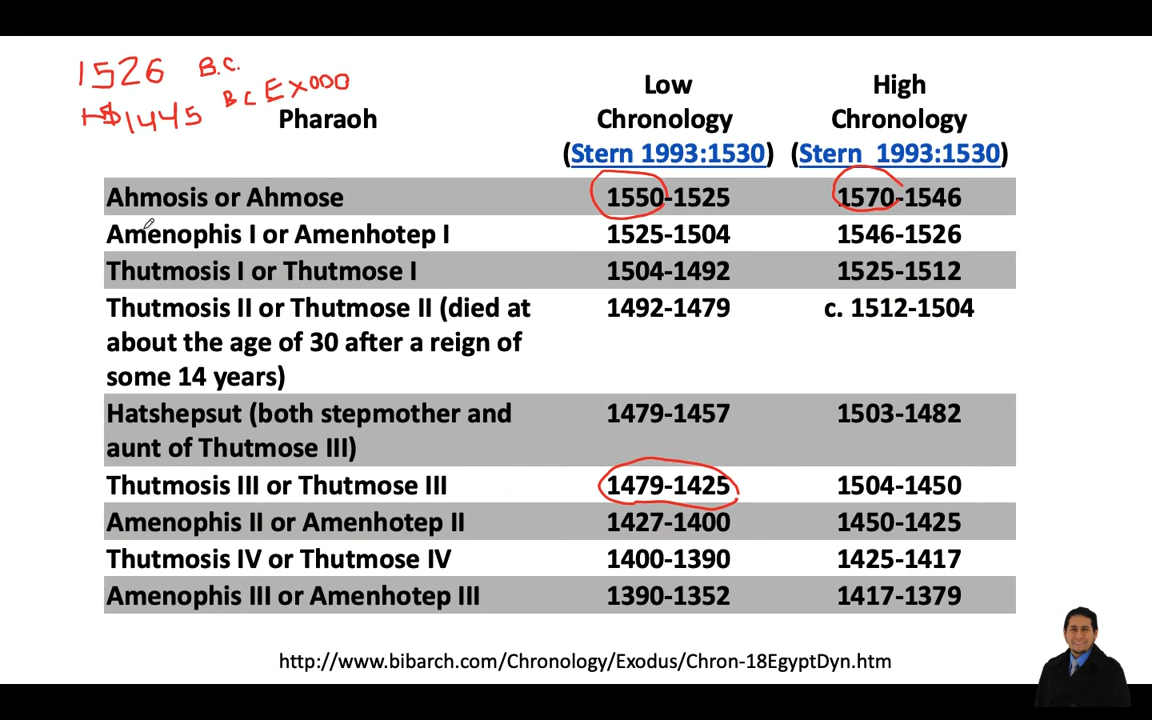 1526 B.C.
1445 BC EXODO
Low High
Pharaoh Chronology Chronology
(Stern 1993:1530) (Stern 1993:1530)
Ahmosis or Ahmose 1550-1525 1570-1546
Amenophis I or Amenhotep I 1525-1504 1546-1526
Thutmosis I or Thutmose I 1504-1492 1525-1512
Thutmosis II or Thutmose II (died at 1492-1479 c. 1512-1504
about the age of 30 after a reign of
some 14 years)
Hatshepsut (both stepmother and 1479-1457 1503-1482
aunt of Thutmose III)
Thutmosis III or Thutmose III 1479-1425 1504-1450
Amenophis II or Amenhotep II 1427-1400 1450-1425
Thutmosis IV or Thutmose IV 1400-1390 1425-1417
Amenophis III or Amenhotep III 1390-1352 1417-1379
http://www.bibarch.com/Chronology/Exodus/Chron-18EgyptDyn.htm